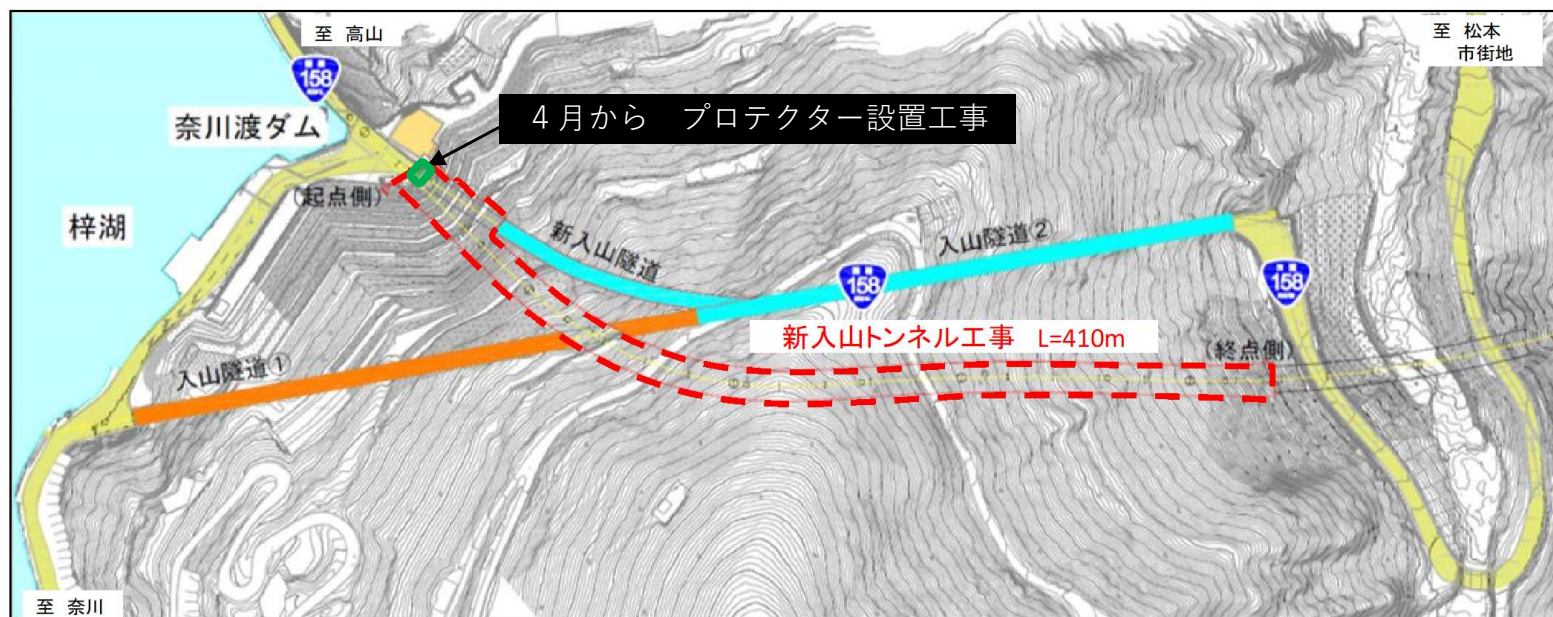 至 高山
至 松本
市街地
158
奈川渡ダム
4月から プロテクター設置工事
(起点側)
梓湖
新入山隧道
入山隧道②
158
158
新入山トンネル工事 L=410m
(終点側)
入山隧道①
至 奈川